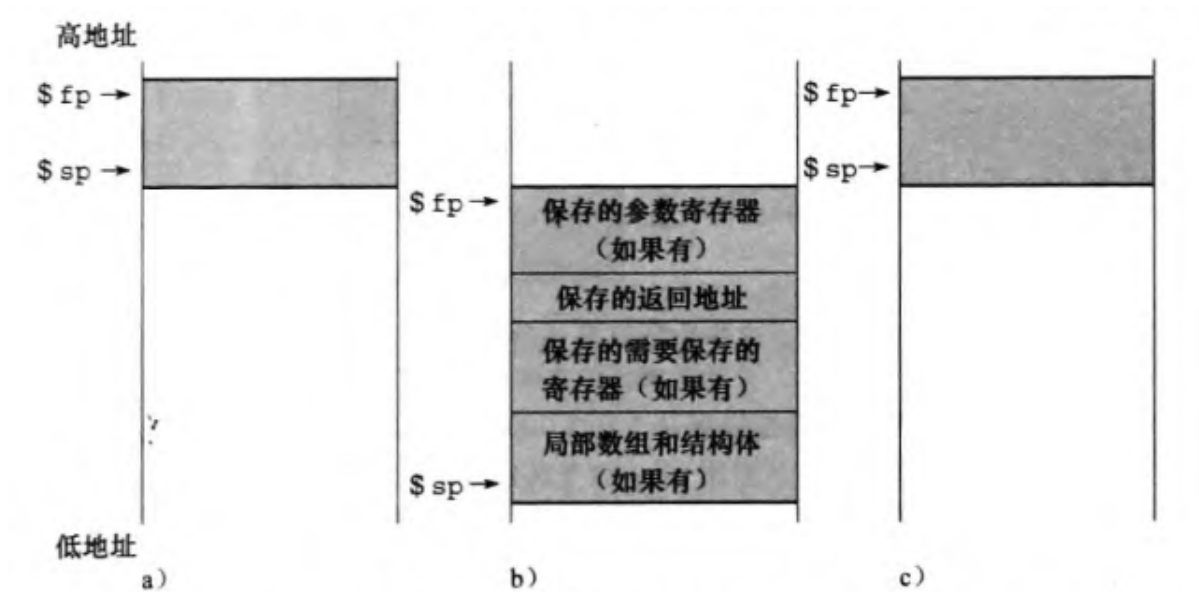 高地址
$fp→
$sp→
$fp→
保存的参数寄存器
（如果有）
保存的返回地址
保存的需要保存的
寄存器（如果有）
局部数组和结构体
（如果有）
$sp→
$fp→
$sp→
低地址
a）
b）
c）